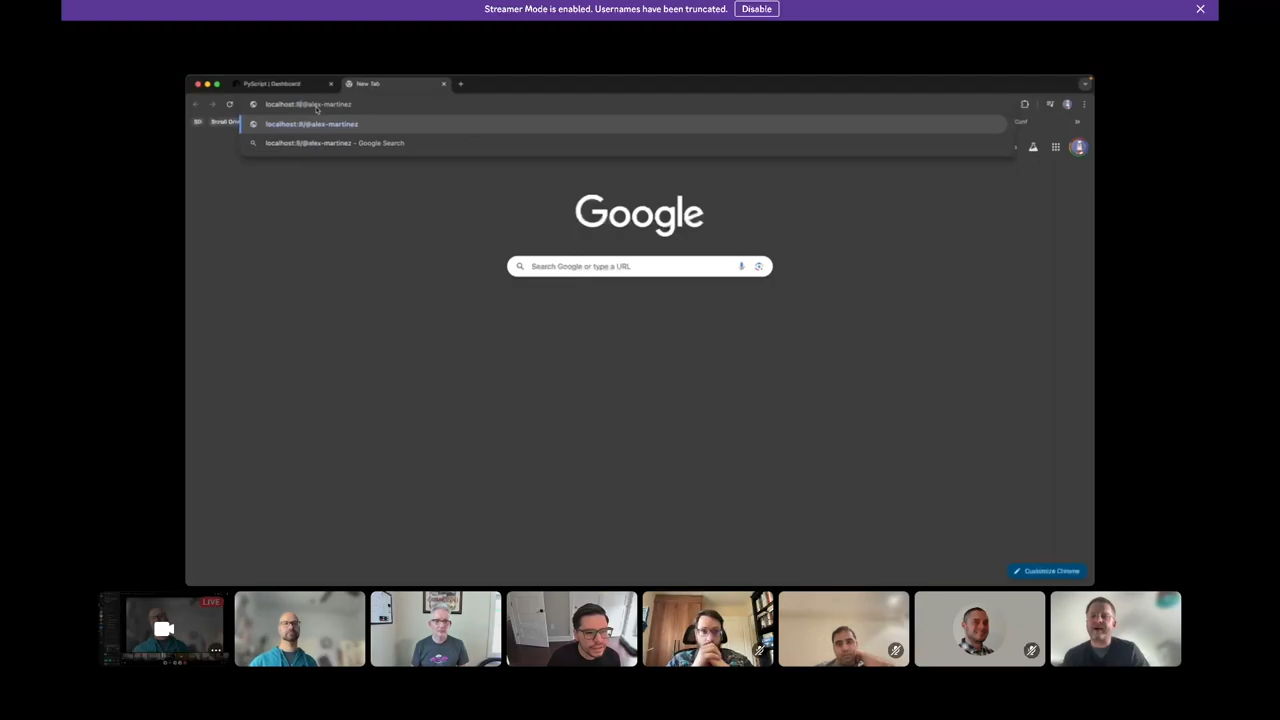 Streamer Mode is enabled. Usernames have been truncated. Disable
PyScript | Dashboard
New Tab
localhost:8/@alex-martinez
localhost:8/@alex-martinez
localhost:8/@alex-martinez - Google Search
Google
Search Google or type a URL
Customize Chrome
LIVE